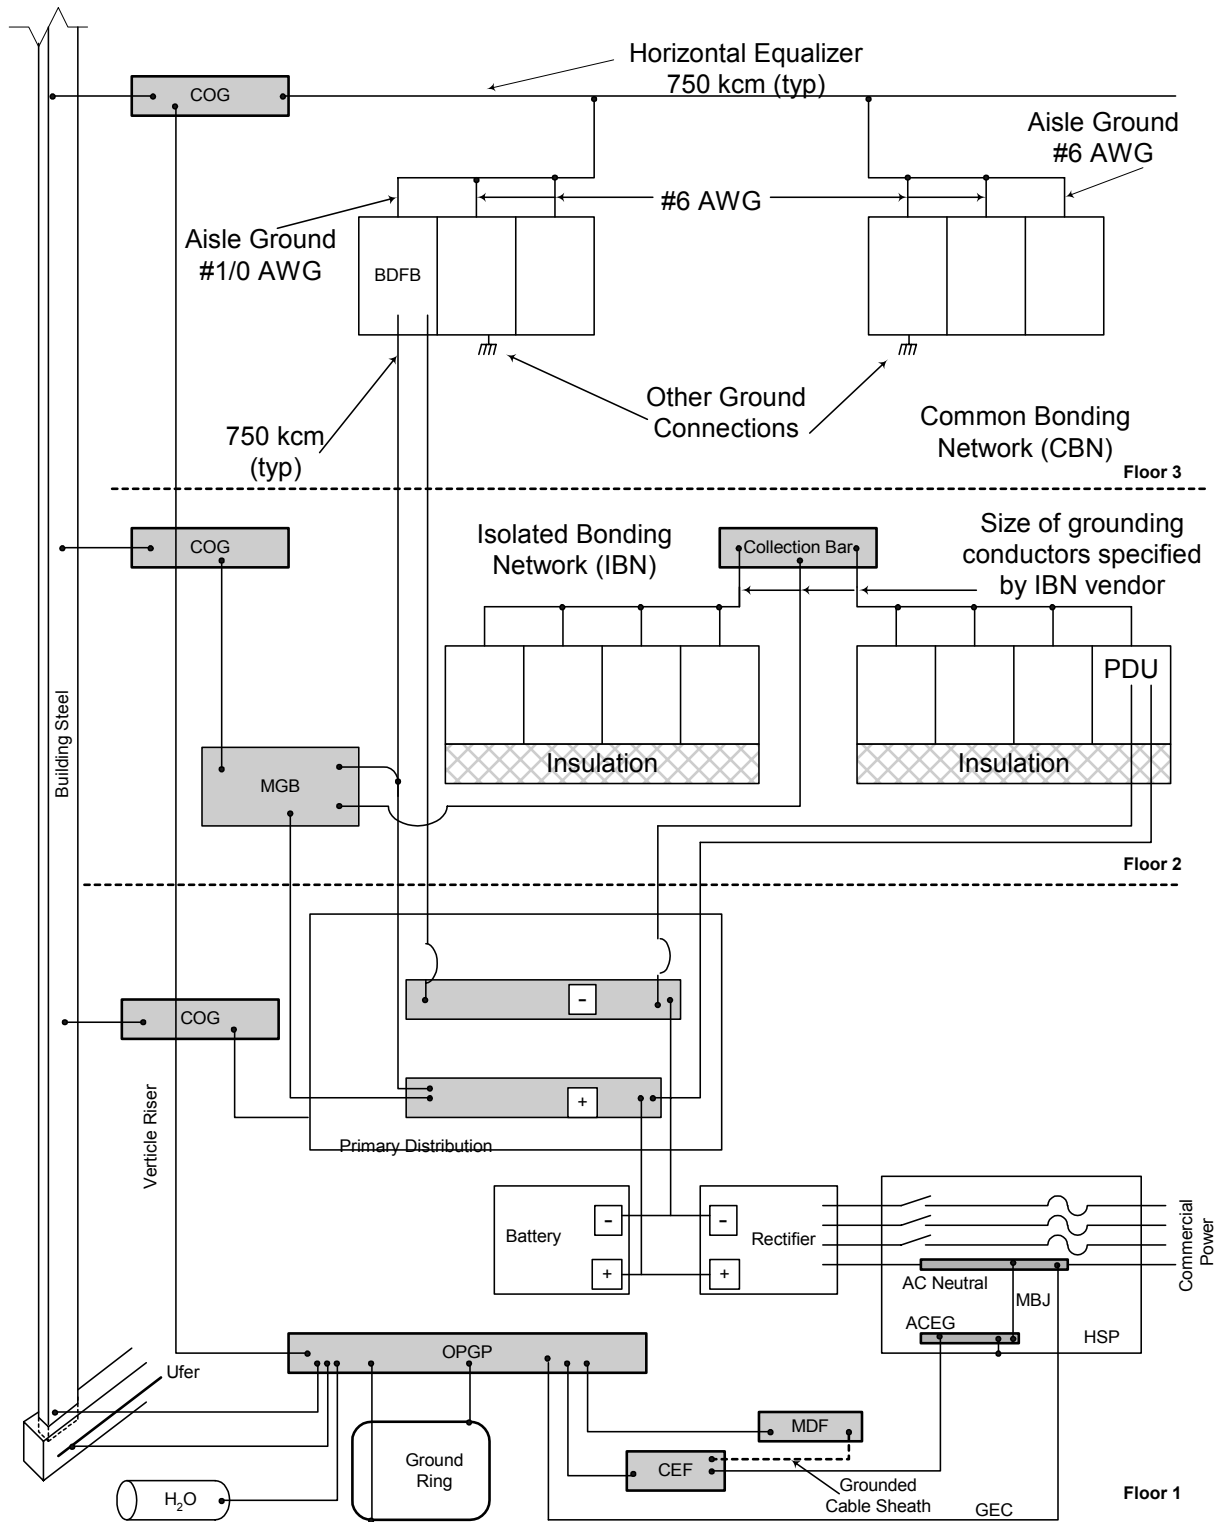 Horizontal Equalizer
750 kcm (typ)
COG
Aisle Ground
#6 AWG
#6 AWG
Aisle Ground
#1/0 AWG
BDFB
Other Ground
Connections
750 kcm
(typ)
Common Bonding
Network (CBN)
Floor 3
COG
Isolated Bonding
Network (IBN)
Collection Bar
Size of grounding
conductors specified
by IBN vendor
PDU
Building Steel
Insulation
Insulation
MGB
Floor 2
-
COG
+
Primary Distribution
Verticle Riser
Battery
-
+
-
+
Rectifier
Commercial
Power
AC Neutral
MBJ
ACEG
HSP
OPGP
Ufer
MDF
Ground
Ring
CEF
Grounded
Cable Sheath
H2O
GEC
Floor 1